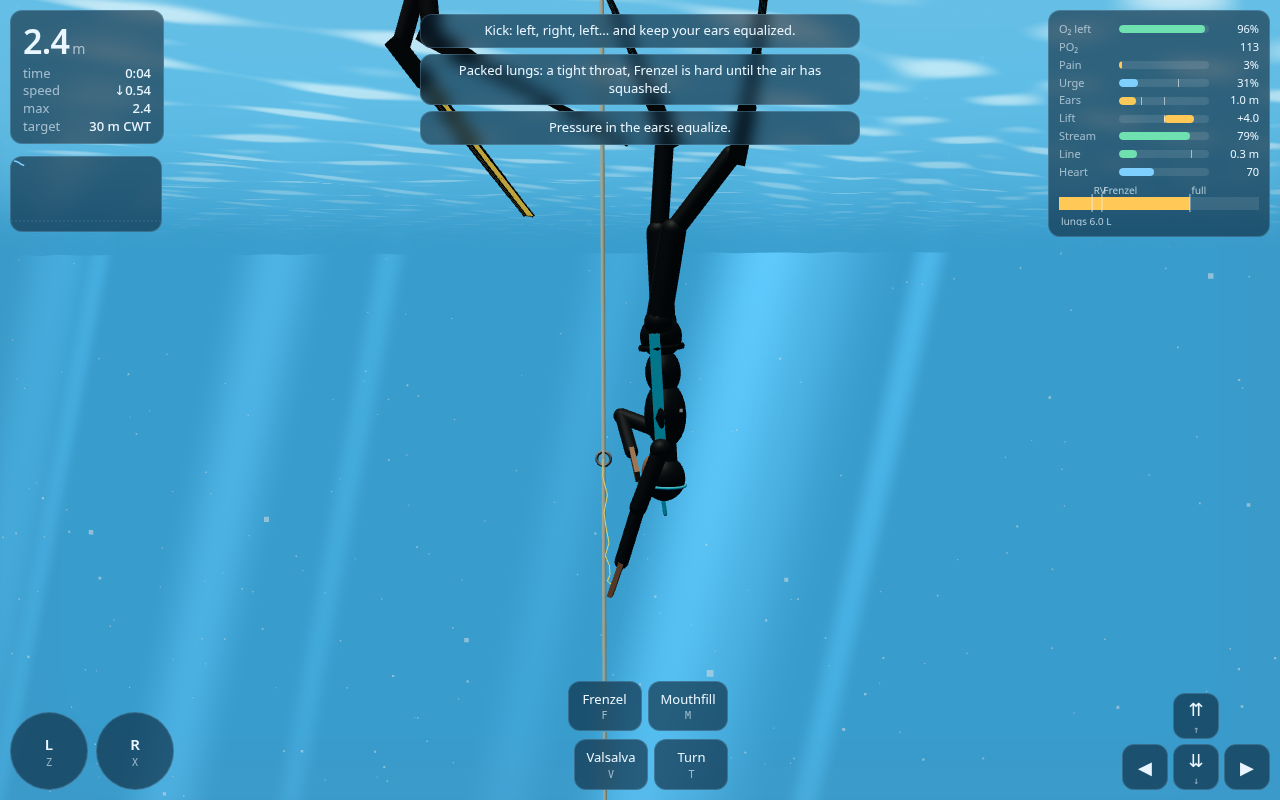 2.4 m
time 0:04
speed ↓0.54
max 2.4
target 30 m CWT
Kick: left, right, left... and keep your ears equalized.
Packed lungs: a tight throat, Frenzel is hard until the air has
squashed.
Pressure in the ears: equalize.
O₂ left 96%
PO₂ 113
Pain 3%
Urge 31%
Ears 1.0 m
Lift +4.0
Stream 79%
Line 0.3 m
Heart 70
RV Frenzel full
lungs 6.0 L
L
Z
R
X
Frenzel
F
Mouthfill
M
Valsalva
V
Turn
T
⇈
↑
◀
⇊
↓
▶